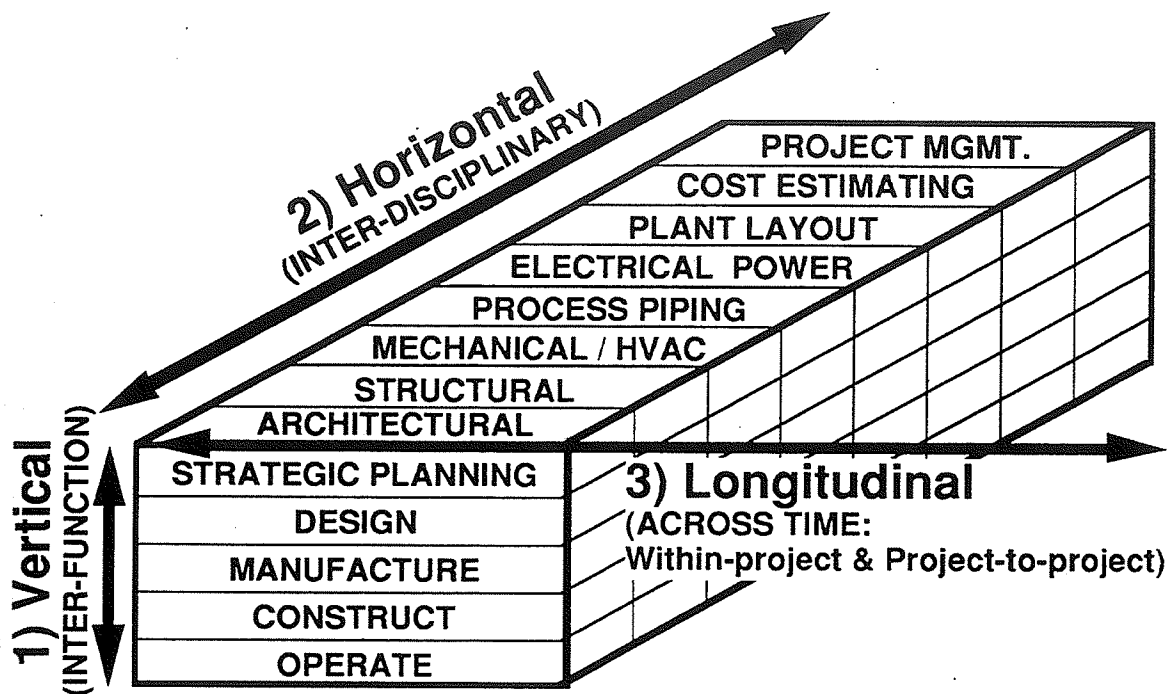 2) Horizontal
(INTER-DISCIPLINARY)
PROJECT MGMT.
COST ESTIMATING
PLANT LAYOUT
ELECTRICAL POWER
PROCESS PIPING
MECHANICAL / HVAC
STRUCTURAL
ARCHITECTURAL
1) Vertical
(INTER-FUNCTION)
STRATEGIC PLANNING
DESIGN
MANUFACTURE
CONSTRUCT
OPERATE
3) Longitudinal
(ACROSS TIME:
Within-project & Project-to-project)